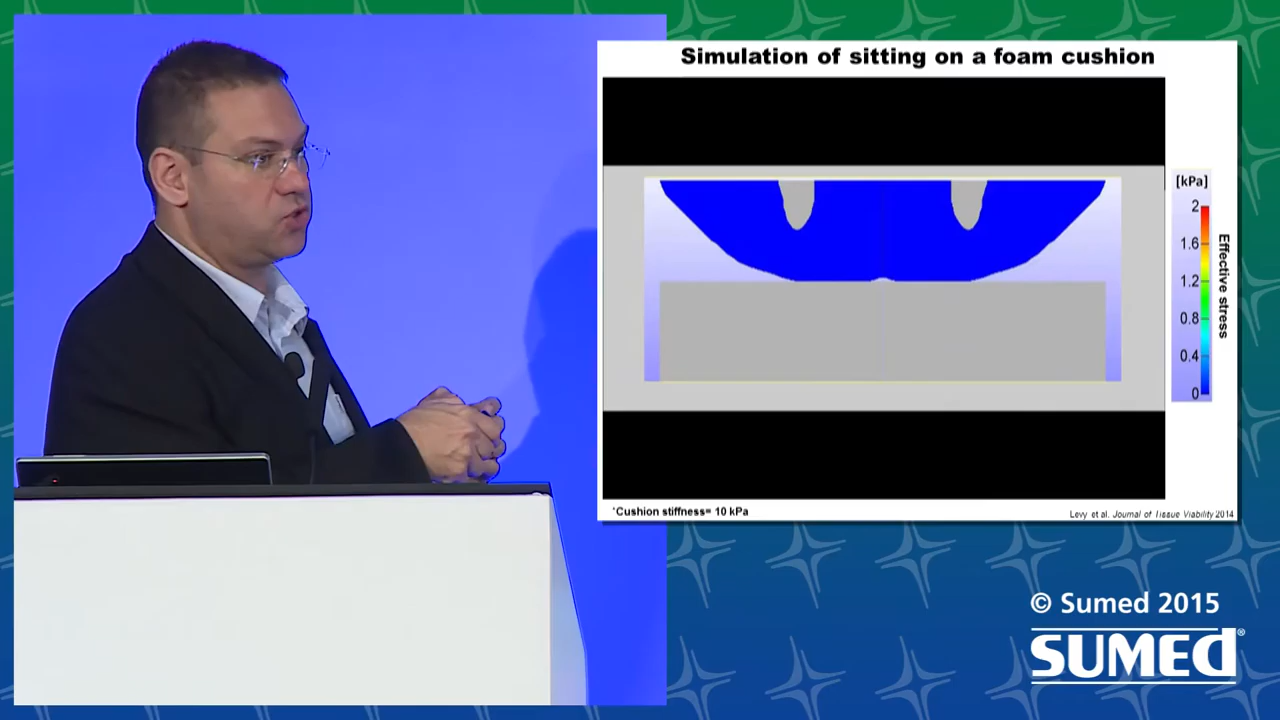 Simulation of sitting on a foam cushion
[kPa]
2
1.6
1.2
0.8
0.4
0
Effective stress
*Cushion stiffness= 10 kPa
Levy et al. Journal of Tissue Viability 2014
© Sumed 2015
SUMED®